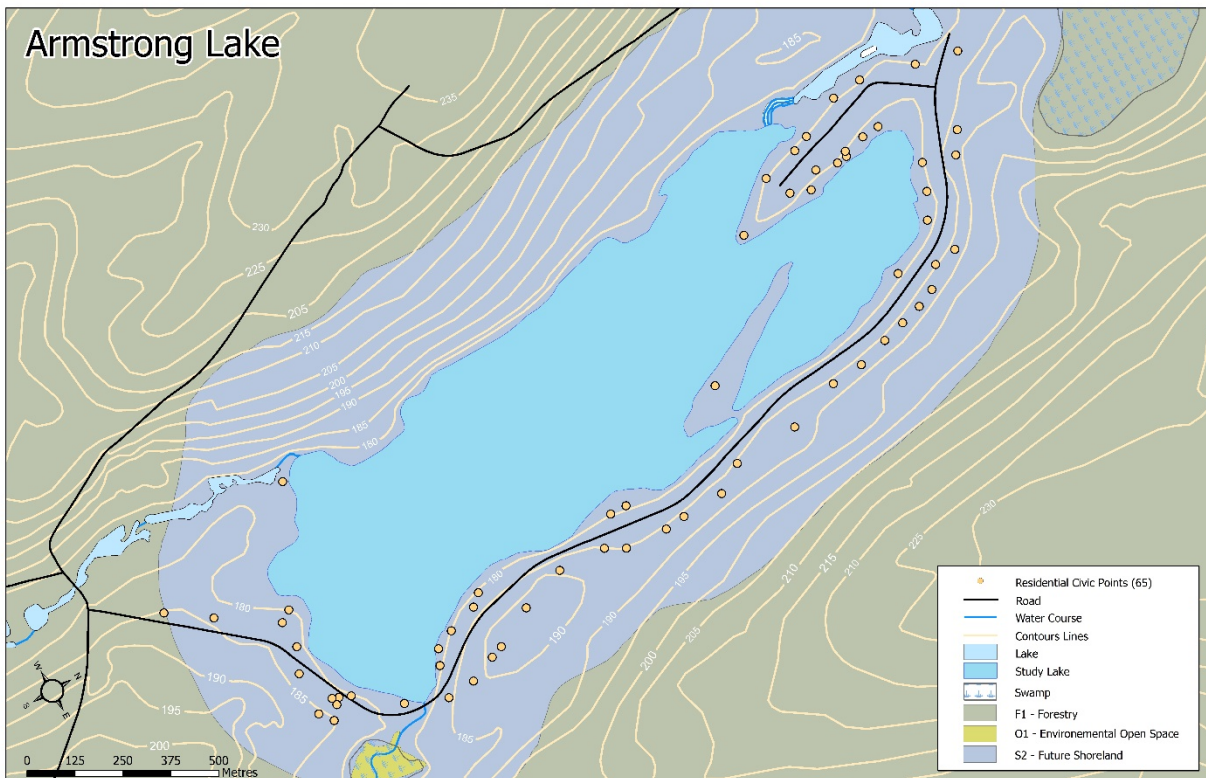 Armstrong Lake
235
185
230
225
205
215
210
205
200
195
190
185
180
230
225
215
210
210
195
190
200
180
190
180
190
185
195
200
185
W
N
S
E
0 125 250 375 500
Metres
Residential Civic Points (65)
Road
Water Course
Contours Lines
Lake
Study Lake
Swamp
F1 - Forestry
O1 - Environemental Open Space
S2 - Future Shoreland